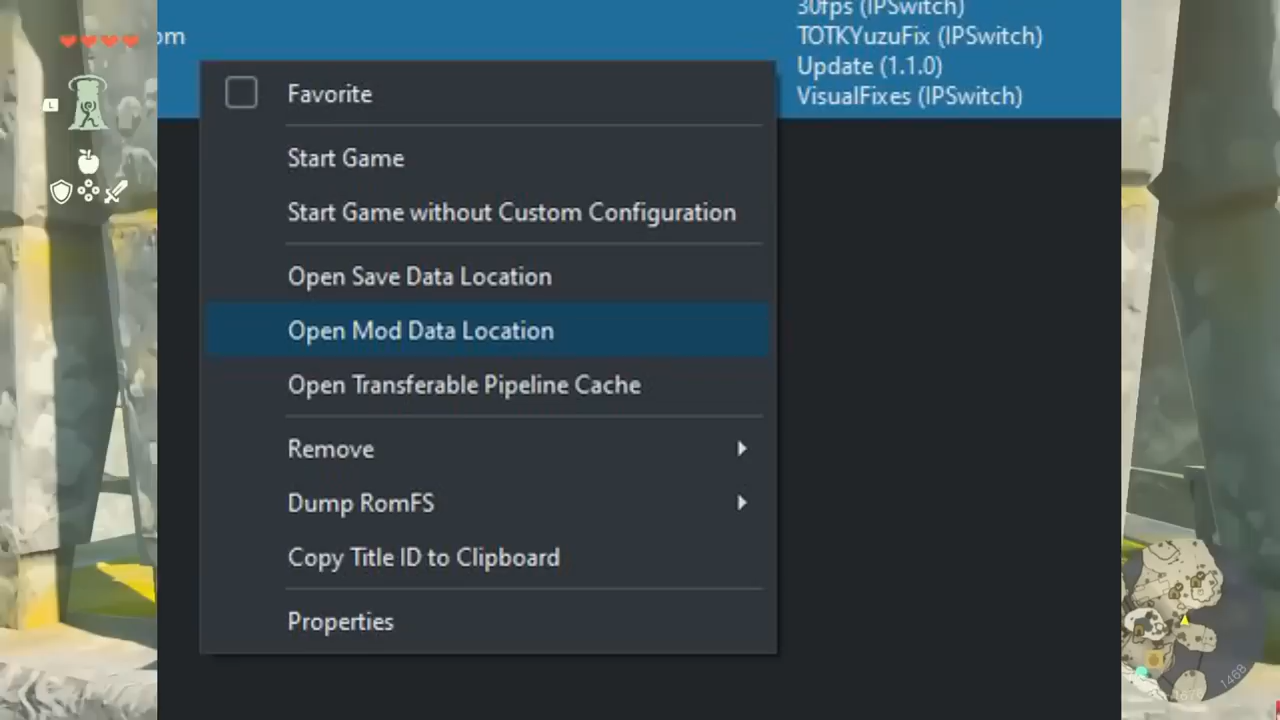 30fps (IPSwitch)
om
TOTKYuzuFix (IPSwitch)
Update (1.1.0)
VisualFixes (IPSwitch)
Favorite
Start Game
Start Game without Custom Configuration
Open Save Data Location
Open Mod Data Location
Open Transferable Pipeline Cache
Remove
Dump RomFS
Copy Title ID to Clipboard
Properties
L
1468